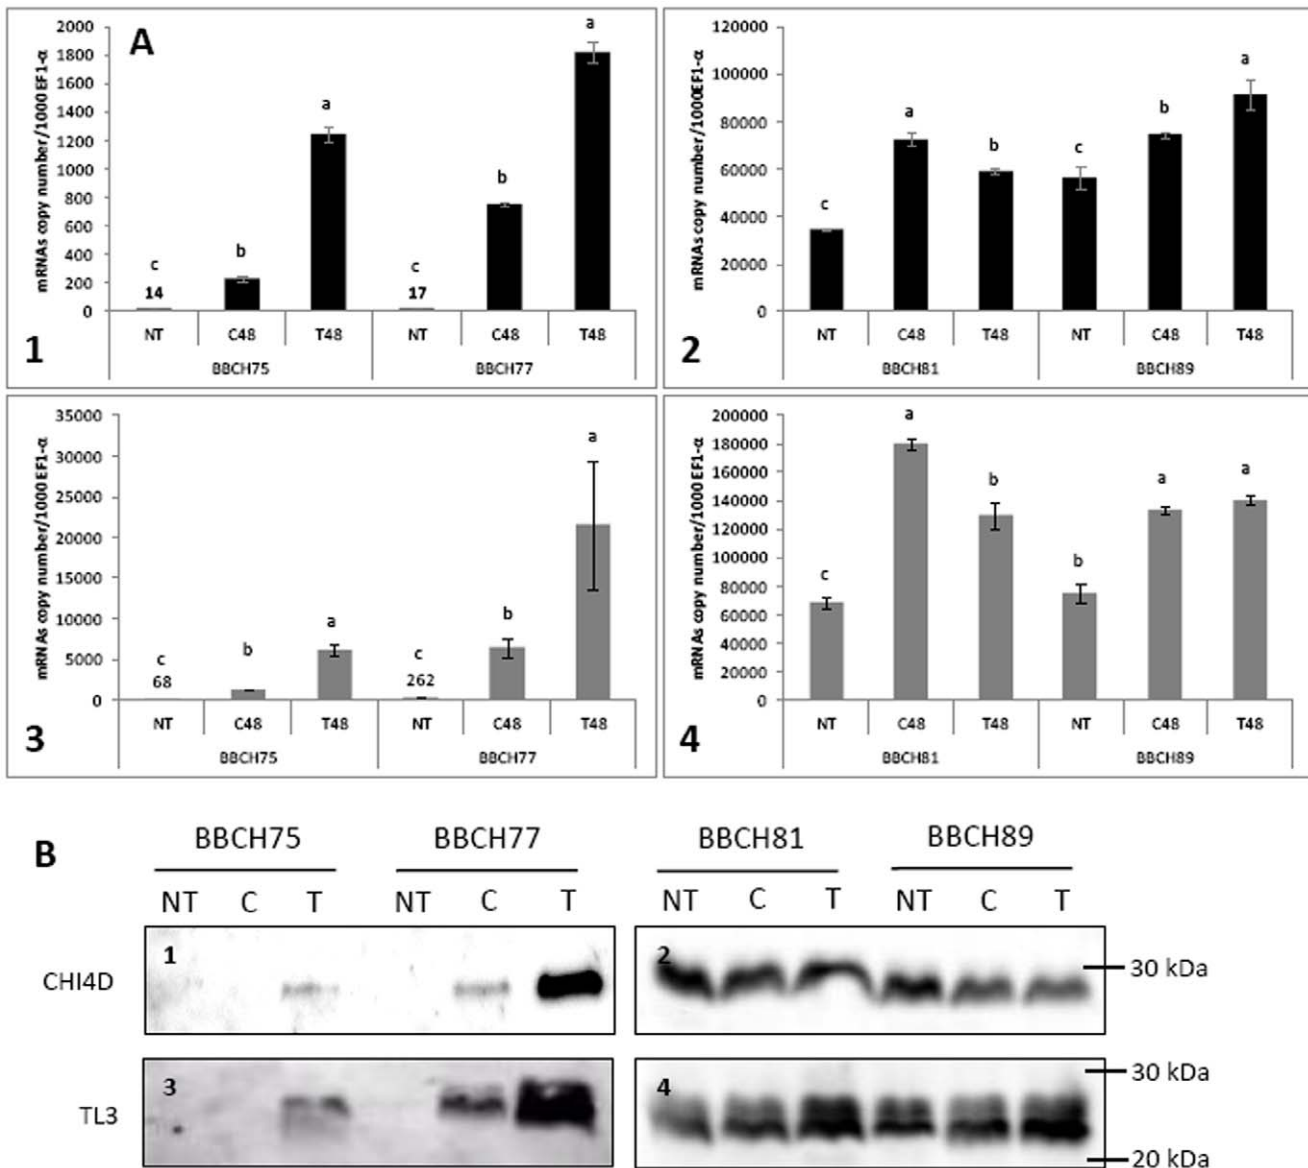 A
mRNAs copy number/1000 EF1-α
2000
1800
1600
1400
1200
1000
800
600
400
200
0
c
14
b
a
c
17
b
a
NT C48 T48 NT C48 T48
BBCH75 BBCH77
1
mRNAs copy number/1000EF1-α
120000
100000
80000
60000
40000
20000
0
c
a
b
c
b
a
NT C48 T48 NT C48 T48
BBCH81 BBCH89
2
mRNAs copy number/1000 EF1-α
35000
30000
25000
20000
15000
10000
5000
0
c
68
b
a
c
262
b
a
NT C48 T48 NT C48 T48
BBCH75 BBCH77
3
mRNAs copy number/1000 EF1-α
200000
180000
160000
140000
120000
100000
80000
60000
40000
20000
0
c
a
b
b
a
a
NT C48 T48 NT C48 T48
BBCH81 BBCH89
4
B
BBCH75 BBCH77 BBCH81 BBCH89
NT C T NT C T NT C T NT C T
CHI4D 1 2 30 kDa
TL3 3 4 30 kDa
20 kDa